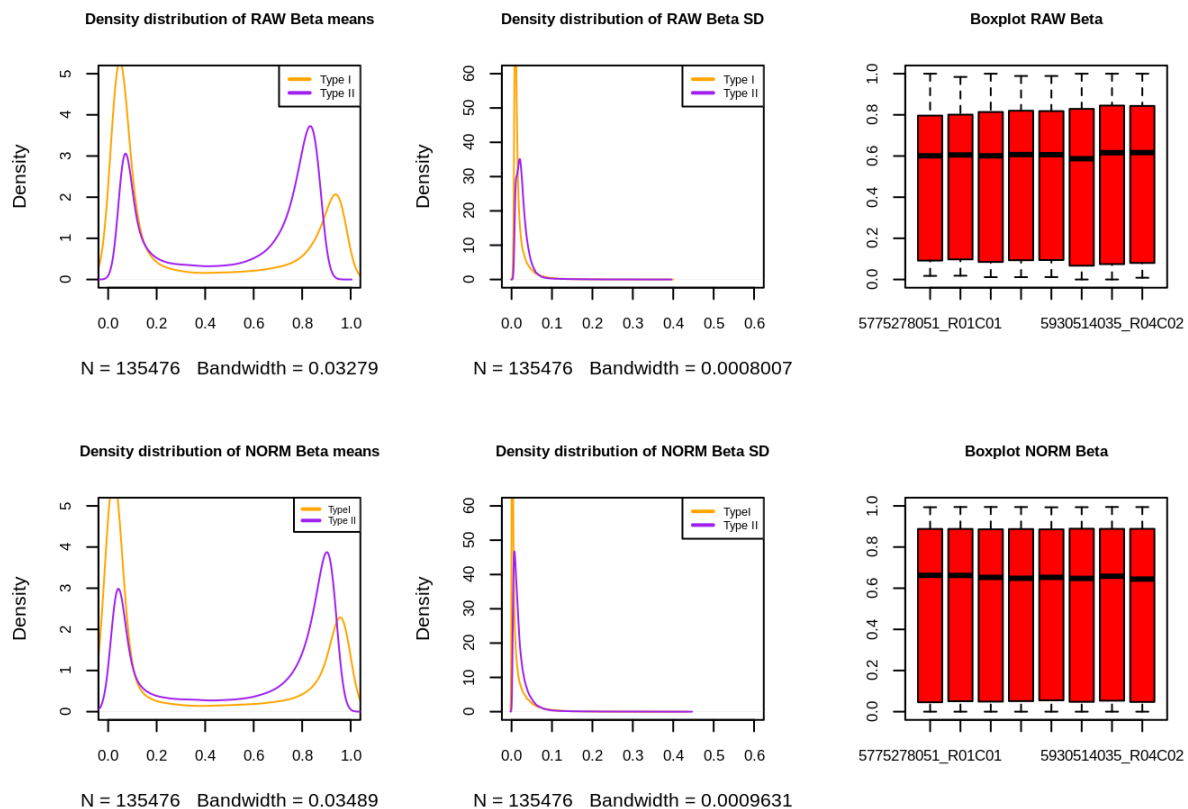 Density distribution of RAW Beta means
Density
5
4
3
2
1
0
Type I
Type II
0.0 0.2 0.4 0.6 0.8 1.0
N = 135476 Bandwidth = 0.03279
Density distribution of RAW Beta SD
Density
60
50
40
30
20
10
0
Type I
Type II
0.0 0.1 0.2 0.3 0.4 0.5 0.6
N = 135476 Bandwidth = 0.0008007
Boxplot RAW Beta
1.0
0.8
0.6
0.4
0.2
0.0
5775278051_R01C01 5930514035_R04C02
Density distribution of NORM Beta means
Density
5
4
3
2
1
0
TypeI
Type II
0.0 0.2 0.4 0.6 0.8 1.0
N = 135476 Bandwidth = 0.03489
Density distribution of NORM Beta SD
Density
60
50
40
30
20
10
0
TypeI
Type II
0.0 0.1 0.2 0.3 0.4 0.5 0.6
N = 135476 Bandwidth = 0.0009631
Boxplot NORM Beta
1.0
0.8
0.6
0.4
0.2
0.0
5775278051_R01C01 5930514035_R04C02